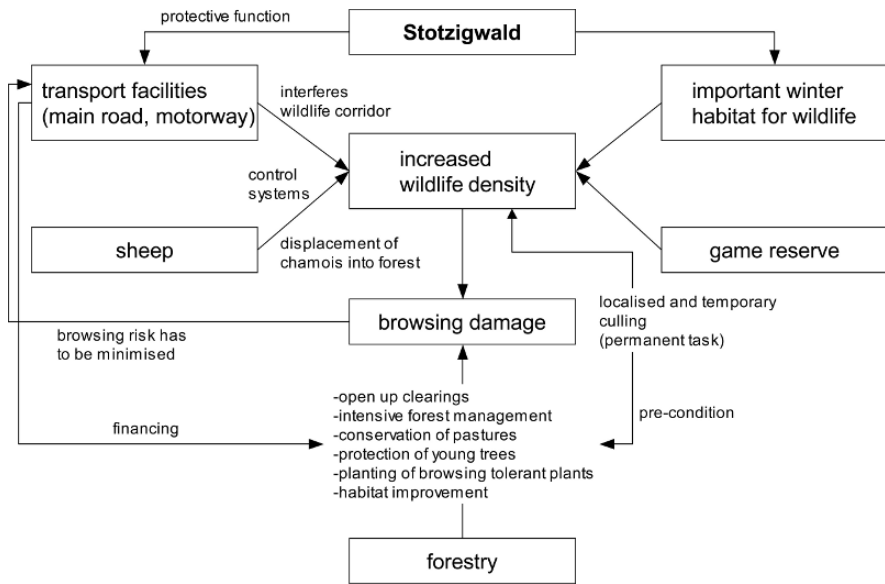 protective function
Stotzigwald
transport facilities
(main road, motorway)
interferes
wildlife corridor
important winter
habitat for wildlife
increased
wildlife density
control
systems
sheep
displacement of
chamois into forest
game reserve
browsing damage
localised and temporary
culling
(permanent task)
browsing risk has
to be minimised
-open up clearings
-intensive forest management
-conservation of pastures
-protection of young trees
-planting of browsing tolerant plants
-habitat improvement
financing
pre-condition
forestry